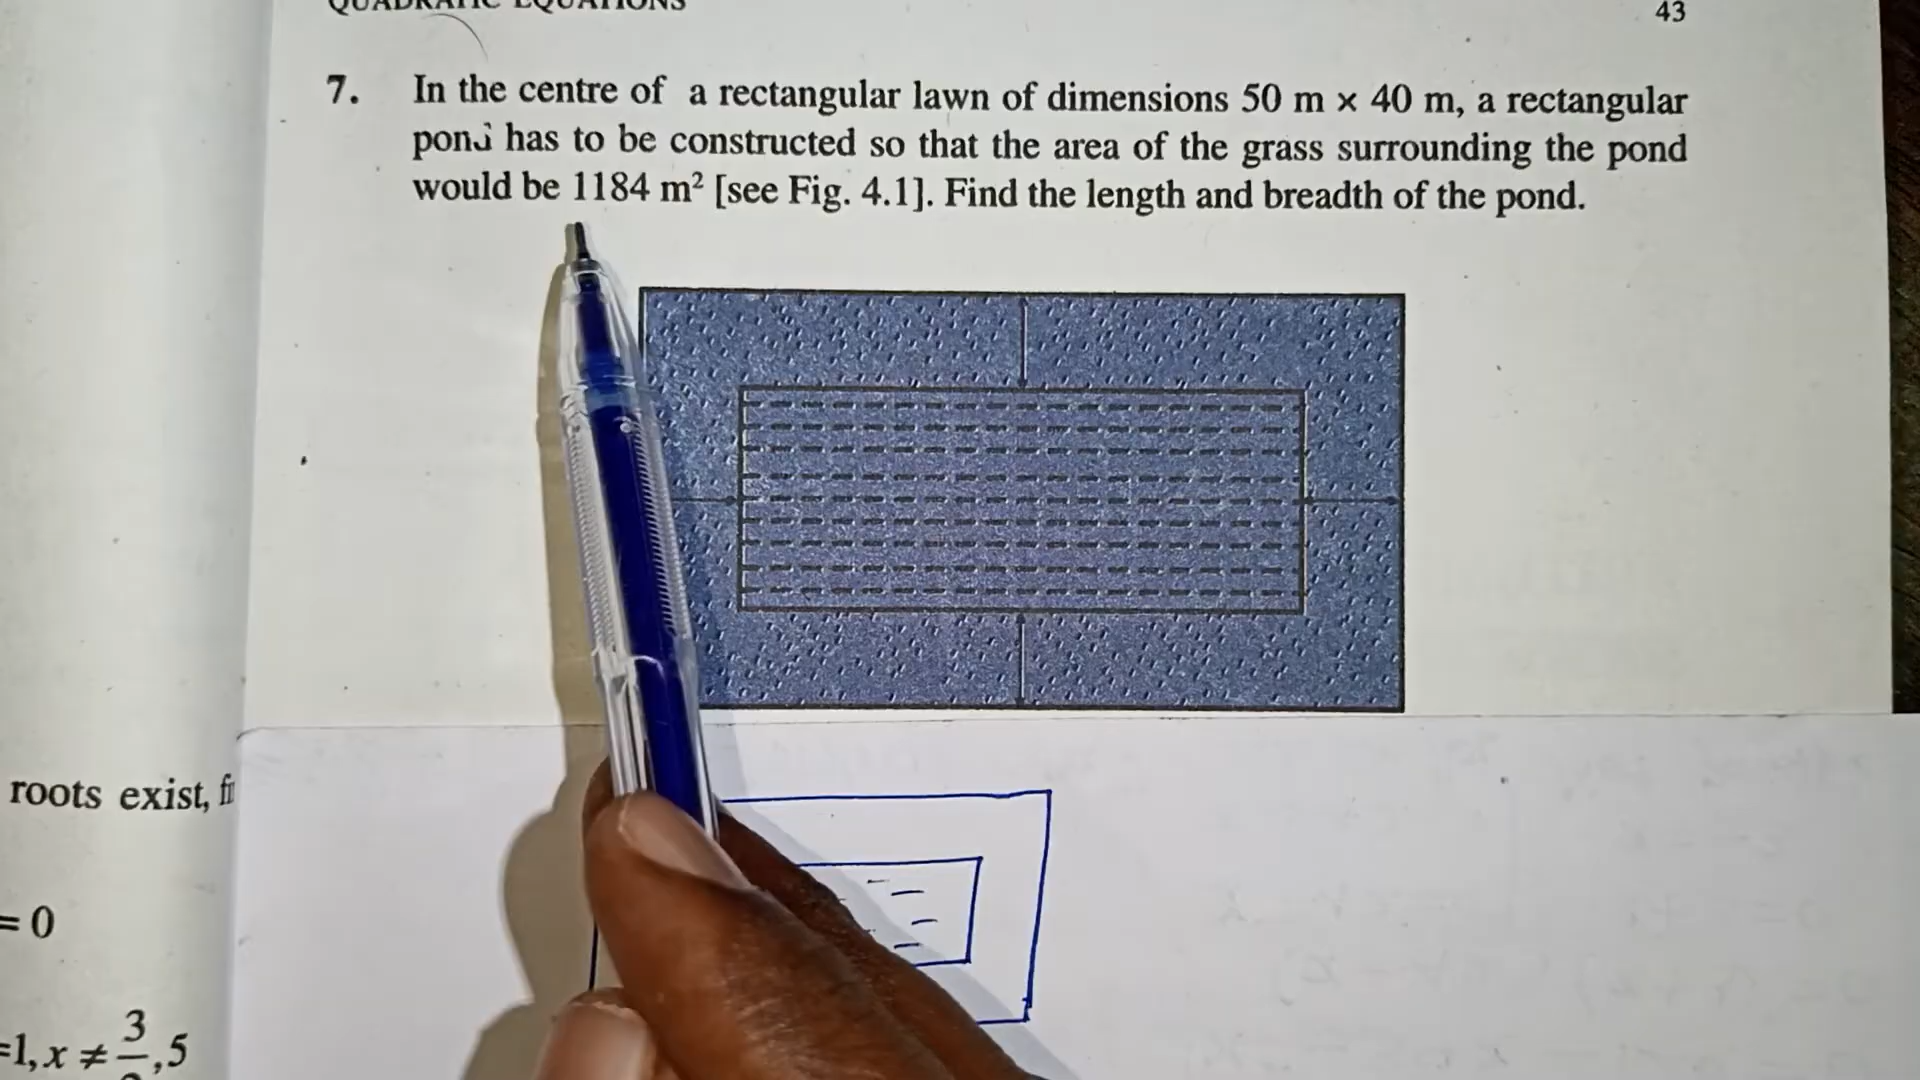 QUADRATIC EQUATIONS 43
7. In the centre of a rectangular lawn of dimensions 50 m × 40 m, a rectangular
pond has to be constructed so that the area of the grass surrounding the pond
would be 1184 m² [see Fig. 4.1]. Find the length and breadth of the pond.
roots exist,
= 0
=1, x ≠ 3/ , 5